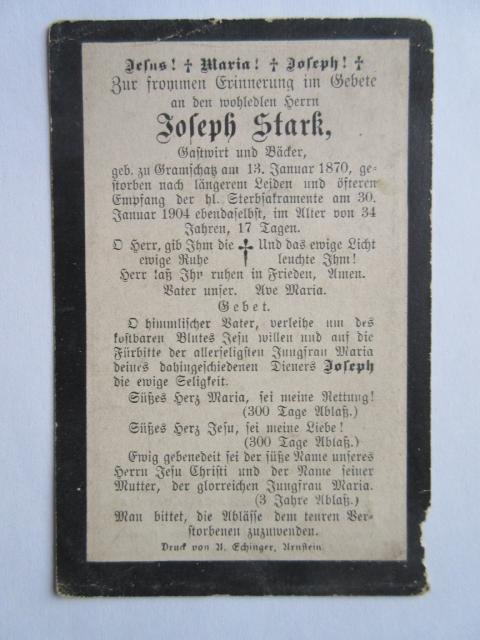 Jesus! † Maria! † Joseph! †
Zur frommen Erinnerung im Gebete
an den wohledlen Herrn
Joseph Stark,
Gastwirt und Bäcker,
geb. zu Gramschatz am 13. Januar 1870, ge-
storben nach längerem Leiden und öfteren
Empfang der hl. Sterbsakramente am 30.
Januar 1904 ebendaselbst, im Alter von 34
Jahren, 17 Tagen.
O Herr, gib Ihm die † Und das ewige Licht
ewige Ruhe leuchte Ihm!
Herr laß Ihn ruhen in Frieden, Amen.
Vater unser. Ave Maria.
Gebet.
O himmlischer Vater, verleihe um des
kostbaren Blutes Jesu willen und auf die
Fürbitte der allerseligsten Jungfrau Maria
deines dahingeschiedenen Dieners Joseph
die ewige Seligkeit.
Süßes Herz Maria, sei meine Rettung!
(300 Tage Ablaß.)
Süßes Herz Jesu, sei meine Liebe!
(300 Tage Ablaß.)
Ewig gebenedeit sei der süße Name unseres
Herrn Jesu Christi und der Name seiner
Mutter, der glorreichen Jungfrau Maria.
(3 Jahre Ablaß.)
Man bittet, die Ablässe dem teuren Ver-
storbenen zuzuwenden.
Druck von A. Echinger, Arnstein.